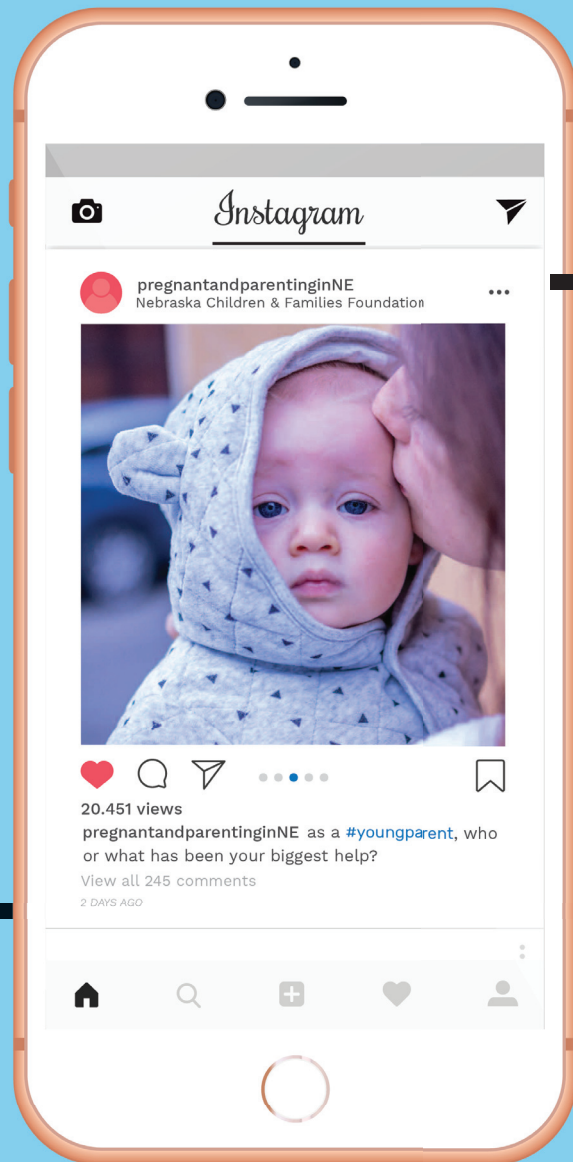 Instagram
pregnantandparentinginNE
Nebraska Children & Families Foundation
20.451 views
pregnantandparentinginNE as a #youngparent, who
or what has been your biggest help?
View all 245 comments
2 DAYS AGO